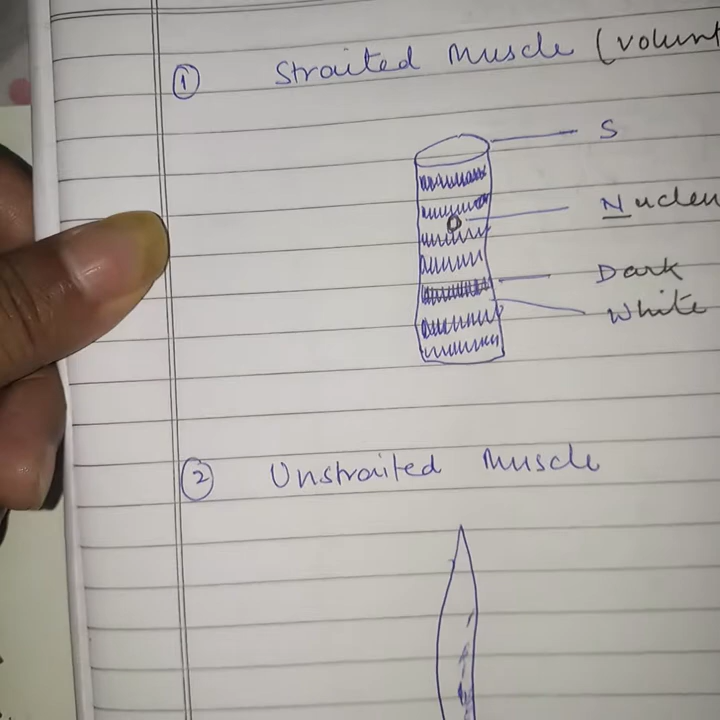 ① Straited Muscle (volunt
S
Nucleu
Dark
White
② Unstraited Muscle